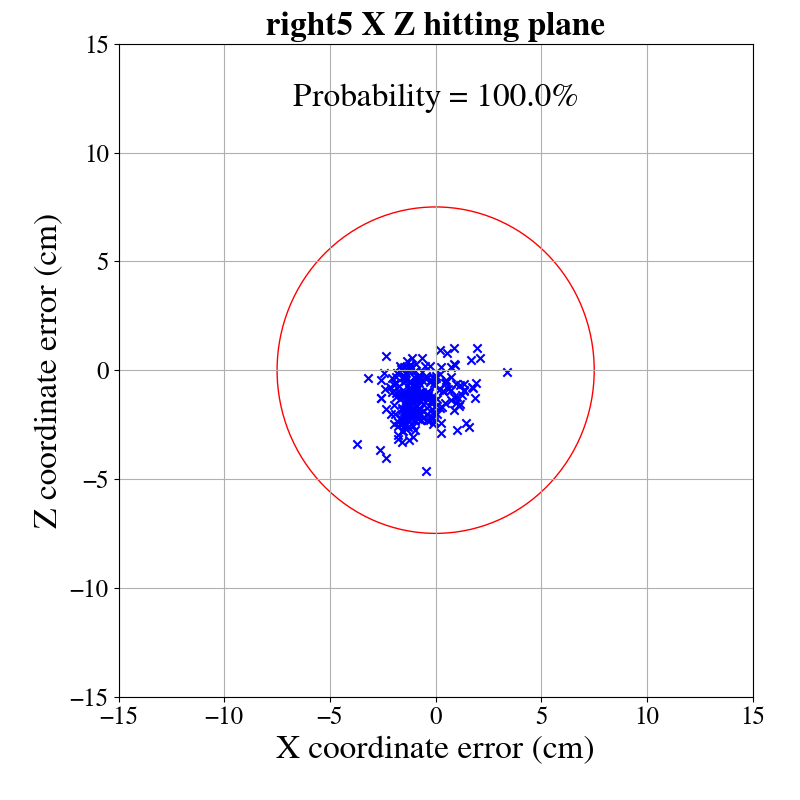 right5 X Z hitting plane
Probability = 100.0%
15
10
5
0
−5
−10
−15
Z coordinate error (cm)
−15 −10 −5 0 5 10 15
X coordinate error (cm)